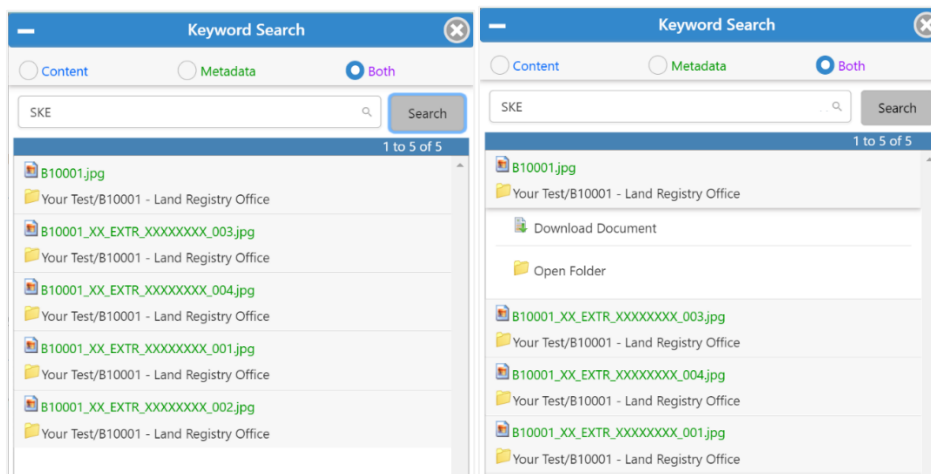 Keyword Search
Content Metadata Both
SKE Search
1 to 5 of 5
B10001.jpg
Your Test/B10001 - Land Registry Office
B10001_XX_EXTR_XXXXXXXX_003.jpg
Your Test/B10001 - Land Registry Office
B10001_XX_EXTR_XXXXXXXX_004.jpg
Your Test/B10001 - Land Registry Office
B10001_XX_EXTR_XXXXXXXX_001.jpg
Your Test/B10001 - Land Registry Office
B10001_XX_EXTR_XXXXXXXX_002.jpg
Your Test/B10001 - Land Registry Office
Keyword Search
Content Metadata Both
SKE Search
1 to 5 of 5
B10001.jpg
Your Test/B10001 - Land Registry Office
Download Document
Open Folder
B10001_XX_EXTR_XXXXXXXX_003.jpg
Your Test/B10001 - Land Registry Office
B10001_XX_EXTR_XXXXXXXX_004.jpg
Your Test/B10001 - Land Registry Office
B10001_XX_EXTR_XXXXXXXX_001.jpg
Your Test/B10001 - Land Registry Office